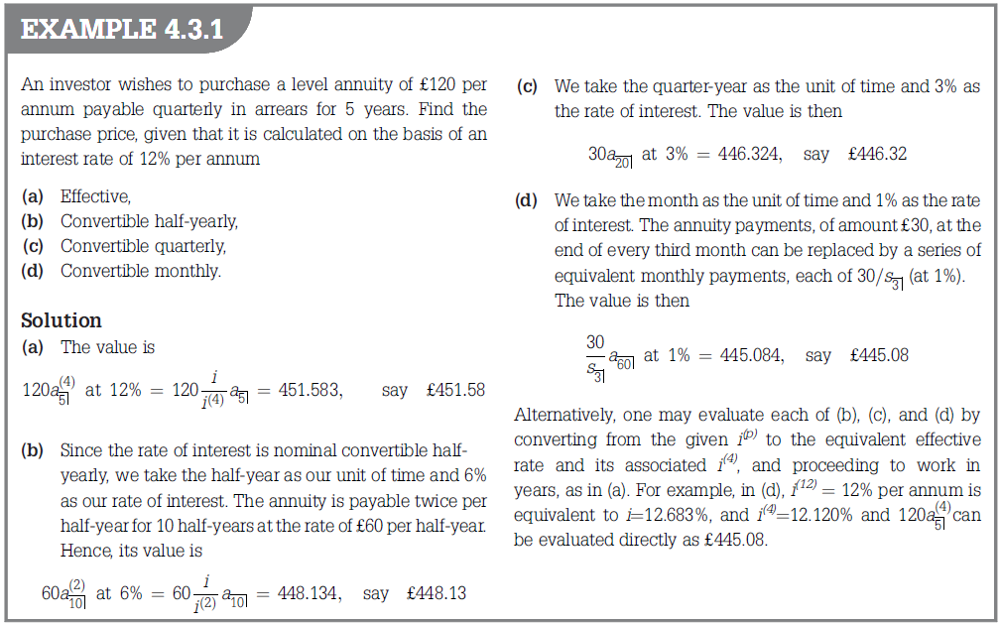 EXAMPLE 4.3.1
An investor wishes to purchase a level annuity of £120 per
annum payable quarterly in arrears for 5 years. Find the
purchase price, given that it is calculated on the basis of an
interest rate of 12% per annum
(a) Effective,
(b) Convertible half-yearly,
(c) Convertible quarterly,
(d) Convertible monthly.
Solution
(a) The value is
120a^{(4)}_{5|} at 12% = 120 \frac{i}{i^{(4)}} a_{5|} = 451.583, say £451.58
(b) Since the rate of interest is nominal convertible half-
yearly, we take the half-year as our unit of time and 6%
as our rate of interest. The annuity is payable twice per
half-year for 10 half-years at the rate of £60 per half-year.
Hence, its value is
60a^{(2)}_{10|} at 6% = 60 \frac{i}{i^{(2)}} a_{10|} = 448.134, say £448.13
(c) We take the quarter-year as the unit of time and 3% as
the rate of interest. The value is then
30a_{20|} at 3% = 446.324, say £446.32
(d) We take the month as the unit of time and 1% as the rate
of interest. The annuity payments, of amount £30, at the
end of every third month can be replaced by a series of
equivalent monthly payments, each of 30/s_{3|} (at 1%).
The value is then
\frac{30}{s_{3|}} a_{60|} at 1% = 445.084, say £445.08
Alternatively, one may evaluate each of (b), (c), and (d) by
converting from the given i^{(p)} to the equivalent effective
rate and its associated i^{(4)}, and proceeding to work in
years, as in (a). For example, in (d), i^{(12)} = 12% per annum is
equivalent to i=12.683%, and i^{(4)}=12.120% and 120a^{(4)}_{5|} can
be evaluated directly as £445.08.